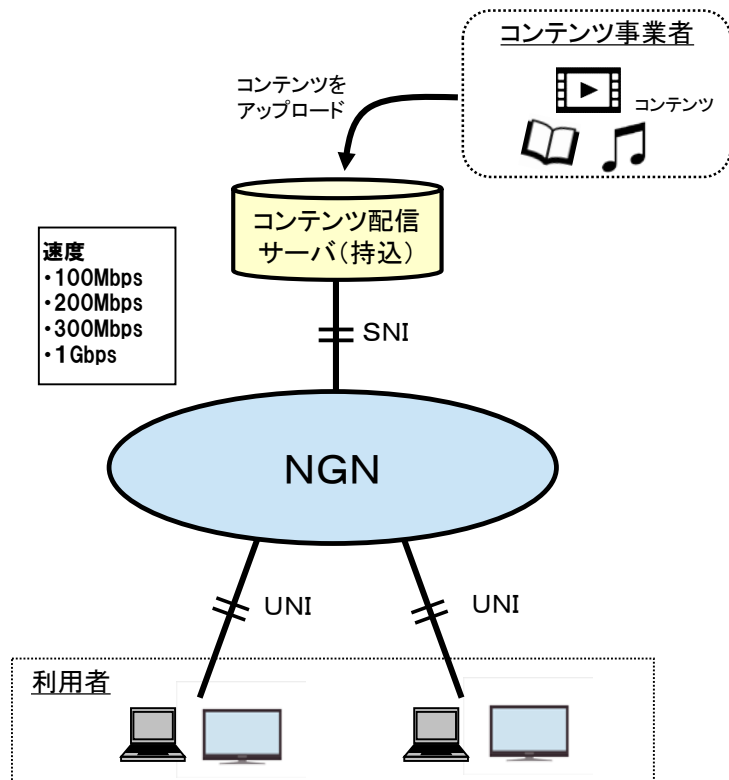 コンテンツ事業者
コンテンツを
アップロード
コンテンツ
コンテンツ配信
サーバ(持込)
速度
・100Mbps
・200Mbps
・300Mbps
・1Gbps
SNI
NGN
UNI
UNI
利用者